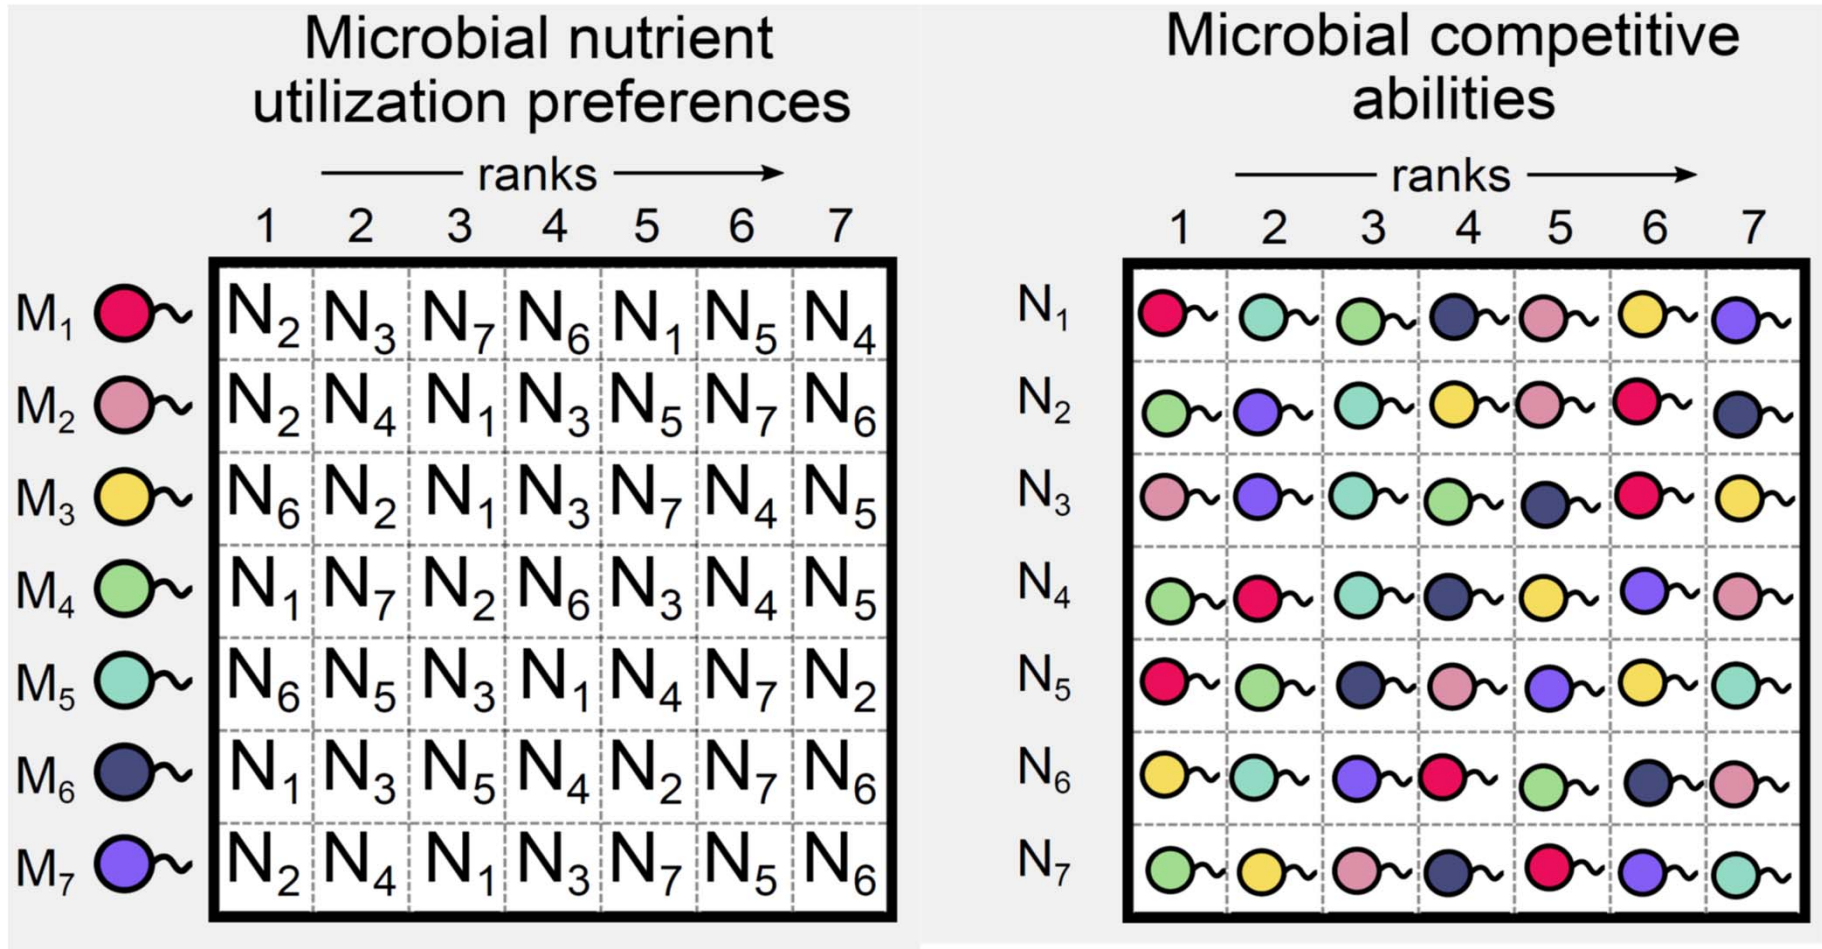 Microbial nutrient
utilization preferences
ranks
1 2 3 4 5 6 7
M1 N2 N3 N7 N6 N1 N5 N4
M2 N2 N4 N1 N3 N5 N7 N6
M3 N6 N2 N1 N3 N7 N4 N5
M4 N1 N7 N2 N6 N3 N4 N5
M5 N6 N5 N3 N1 N4 N7 N2
M6 N1 N3 N5 N4 N2 N7 N6
M7 N2 N4 N1 N3 N7 N5 N6
Microbial competitive
abilities
ranks
1 2 3 4 5 6 7
N1
N2
N3
N4
N5
N6
N7